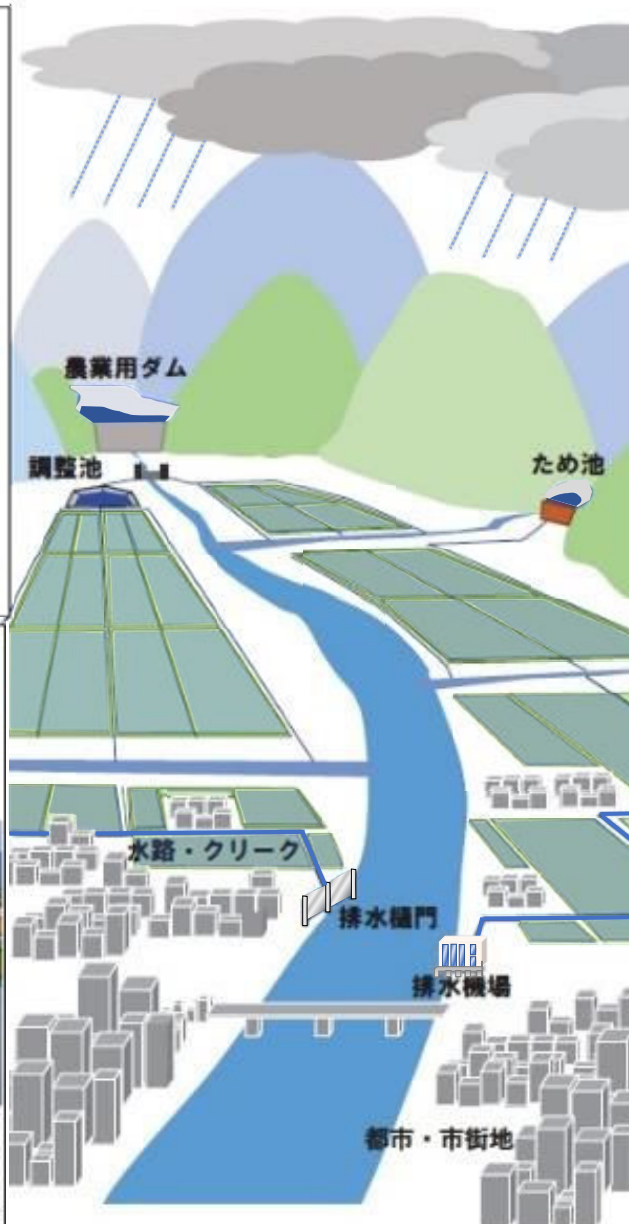 農業用ダム
調整池
ため池
水路・クリーク
排水樋門
排水機場
都市・市街地